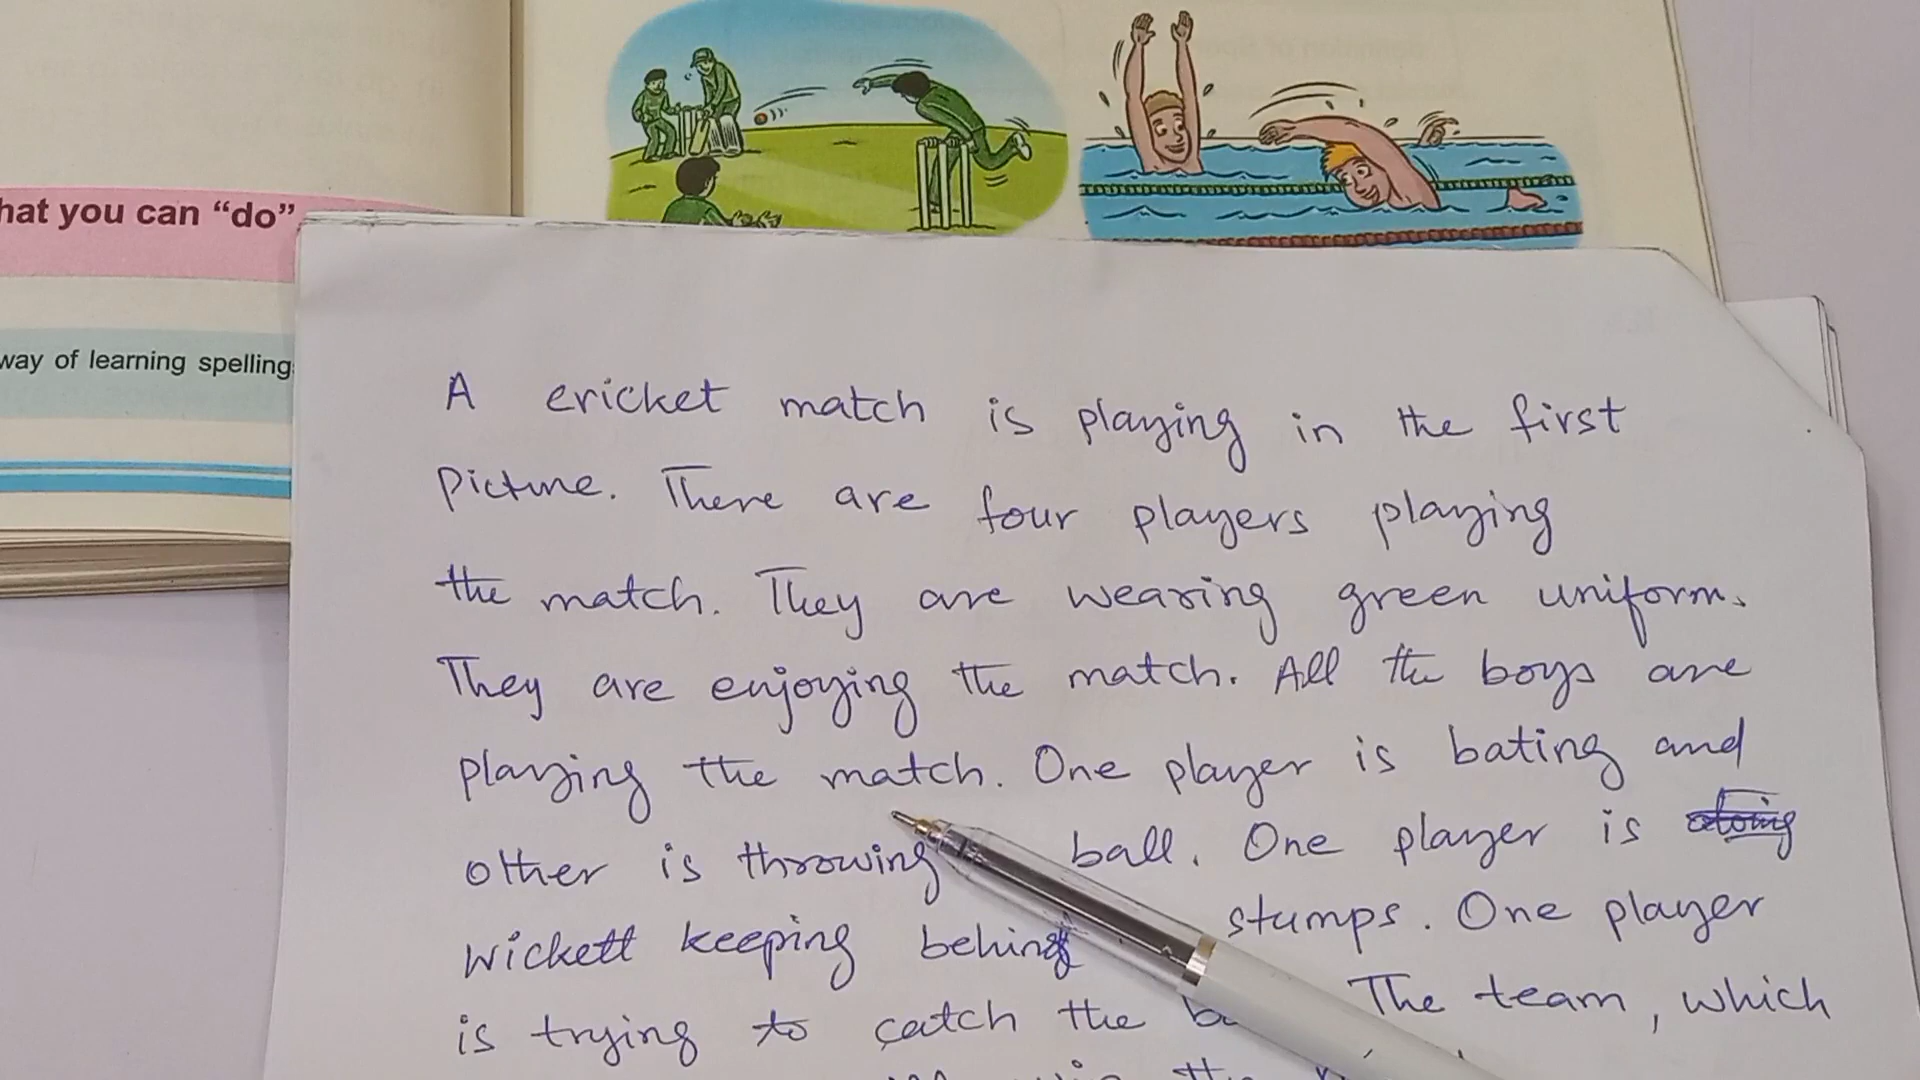 hat you can “do”
way of learning spelling
A cricket match is playing in the first
picture. There are four players playing
the match. They are wearing green uniform.
They are enjoying the match. All the boys are
playing the match. One player is bating and
other is throwing ball. One player is
wickett keeping behind stumps. One player
is trying to catch the The team, which
the